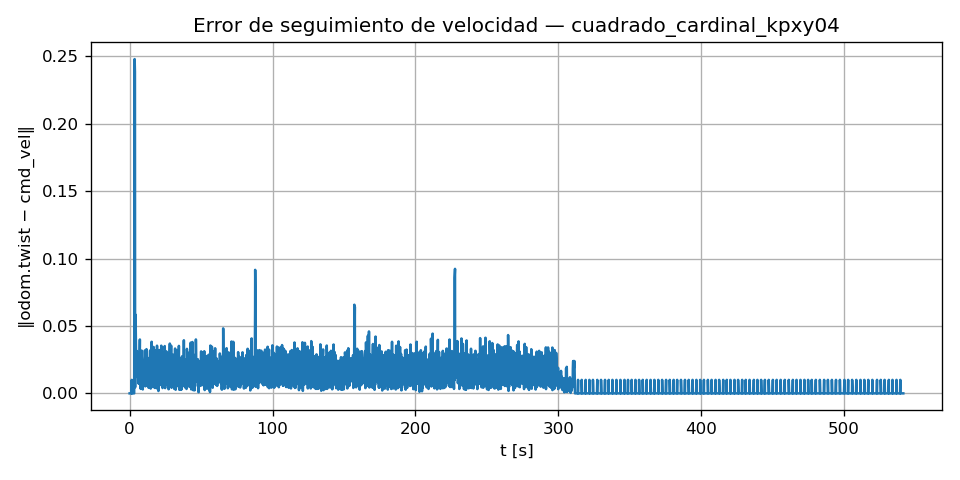 Error de seguimiento de velocidad — cuadrado_cardinal_kpxy04
‖odom.twist − cmd_vel‖
0.25
0.20
0.15
0.10
0.05
0.00
0 100 200 300 400 500
t [s]